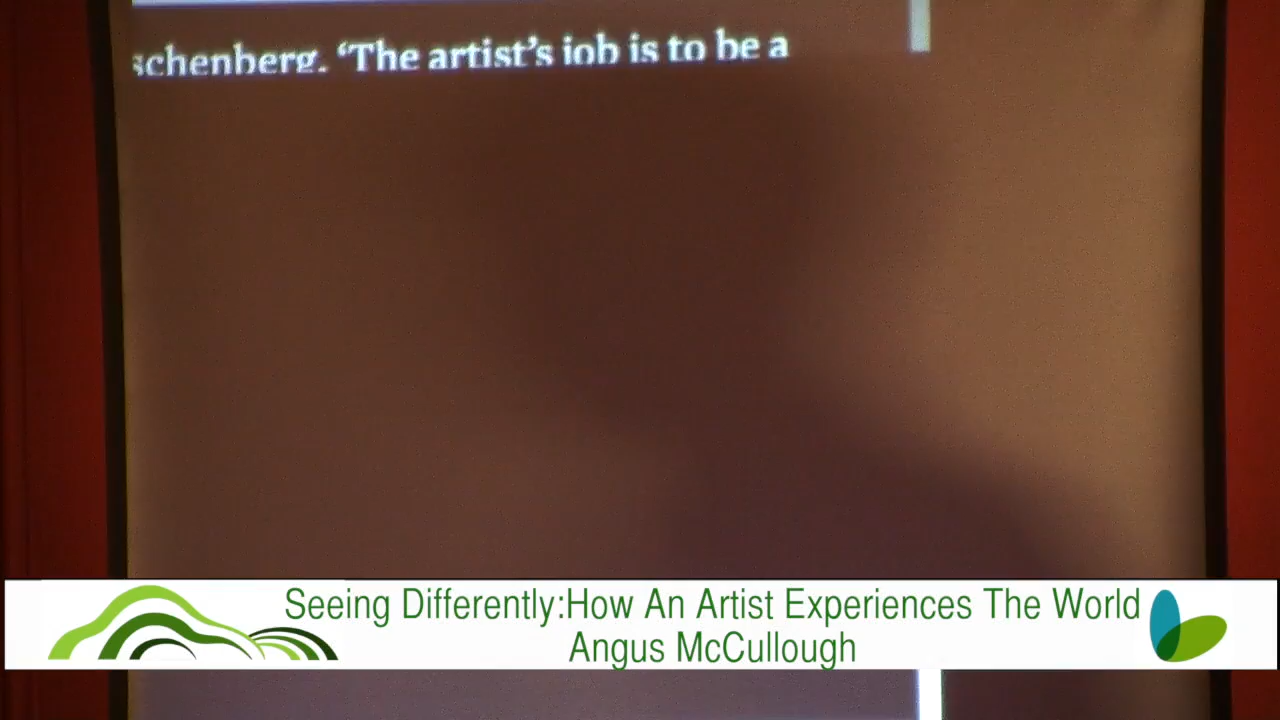 schenberg. ‘The artist’s job is to be a
Seeing Differently:How An Artist Experiences The World
Angus McCullough